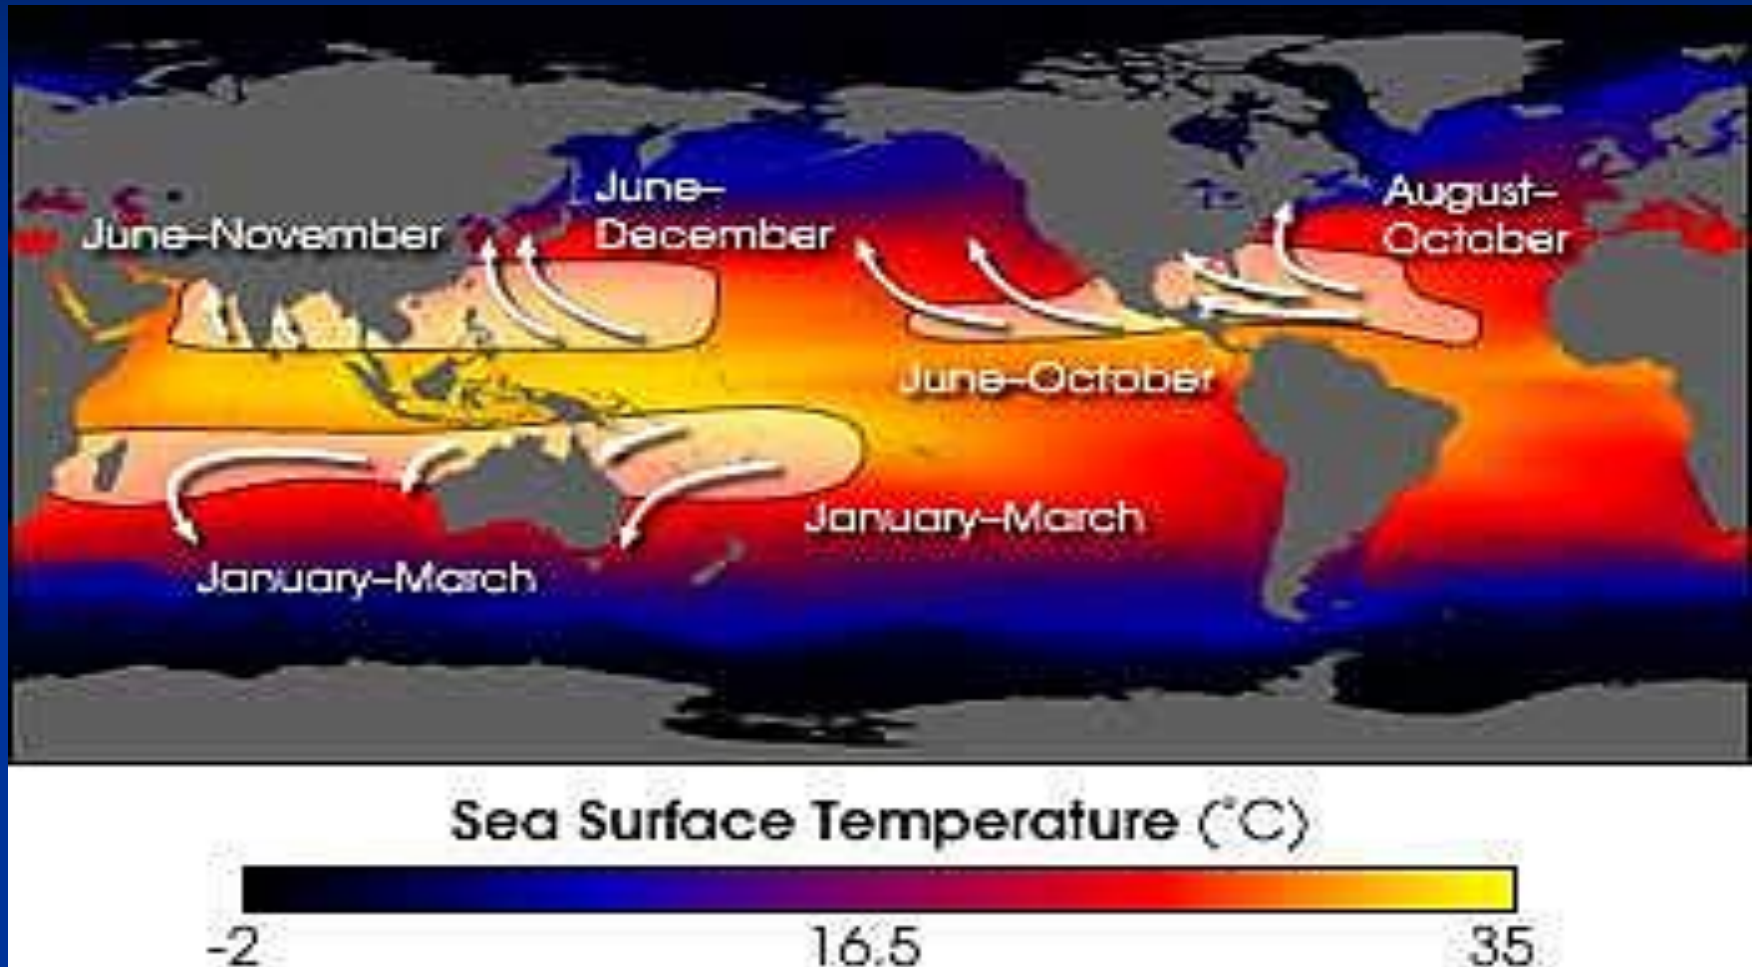 June–
December
June–November
August–
October
June–October
January–March
January–March
Sea Surface Temperature (°C)
-2 16.5 35